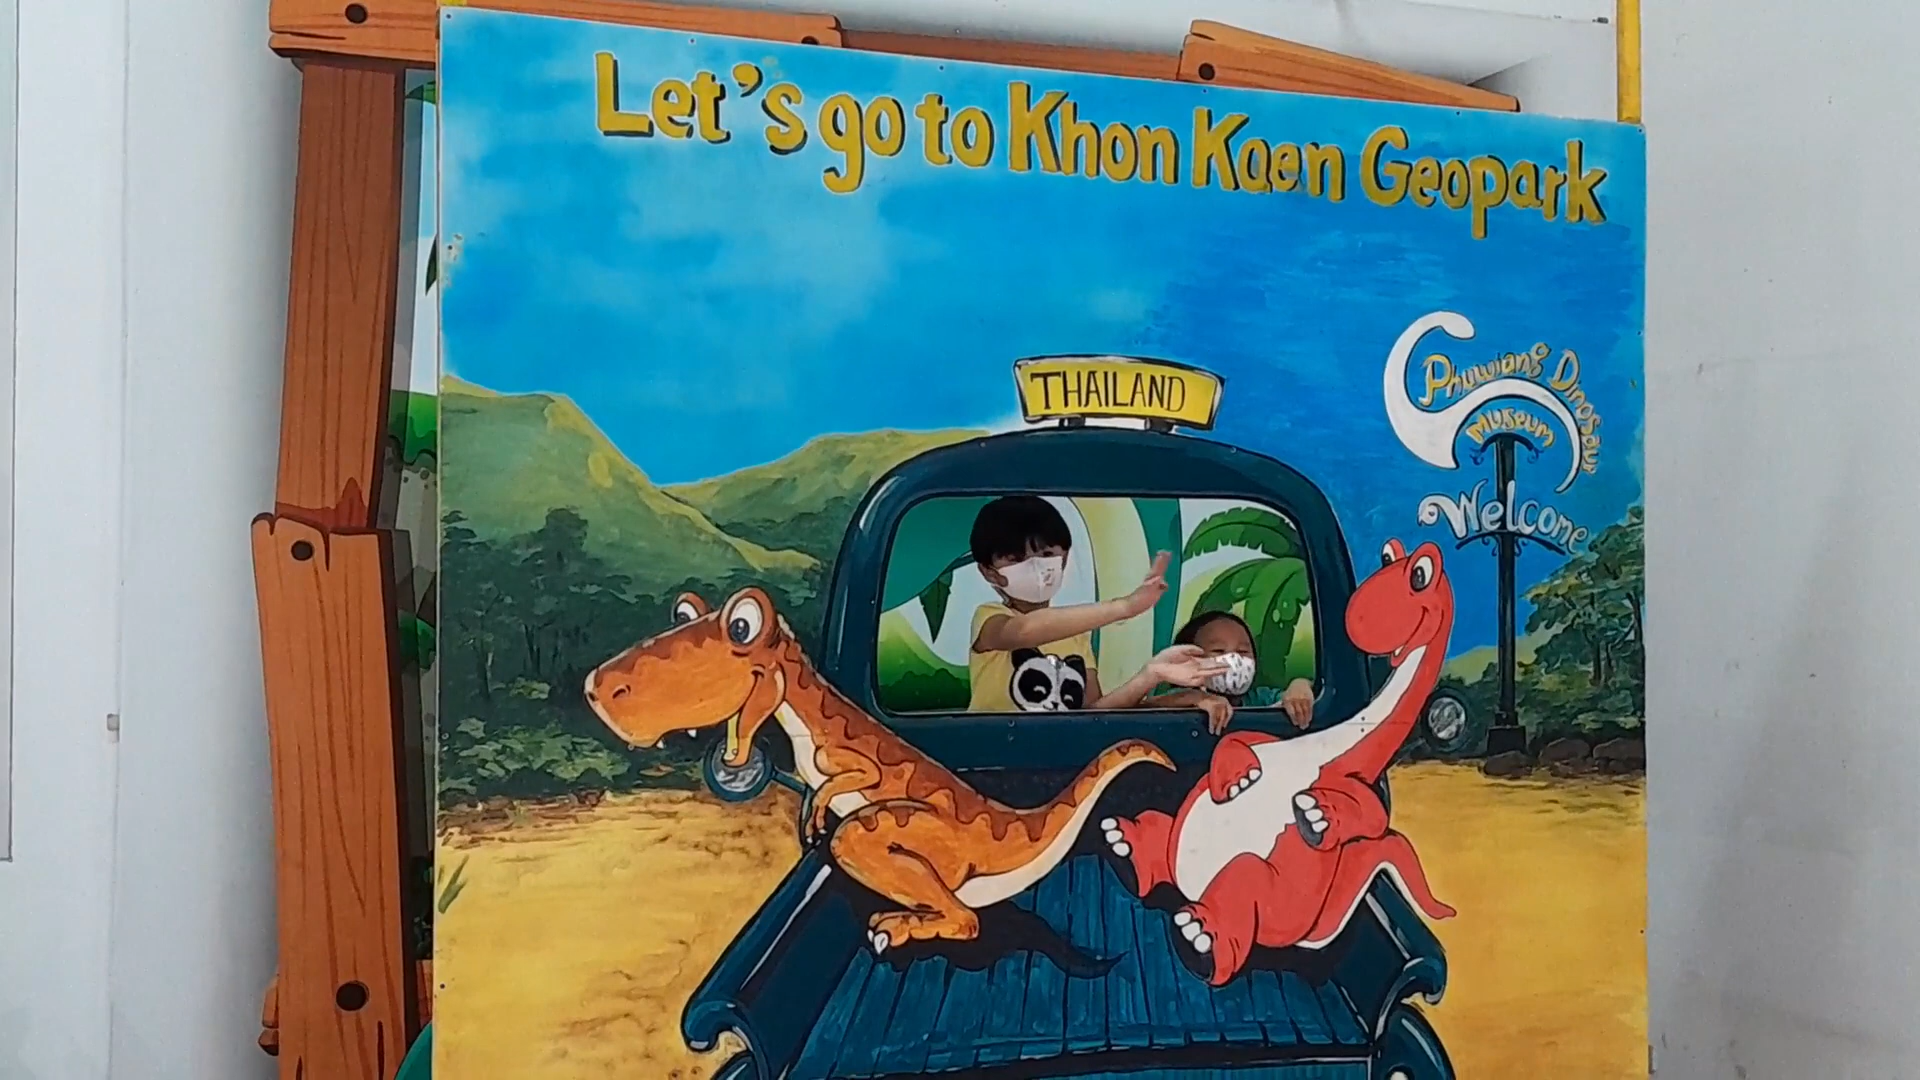 Let's go to Khon Kaen Geopark
THAILAND
Phuwiang Dinosaur
Museum
Welcome